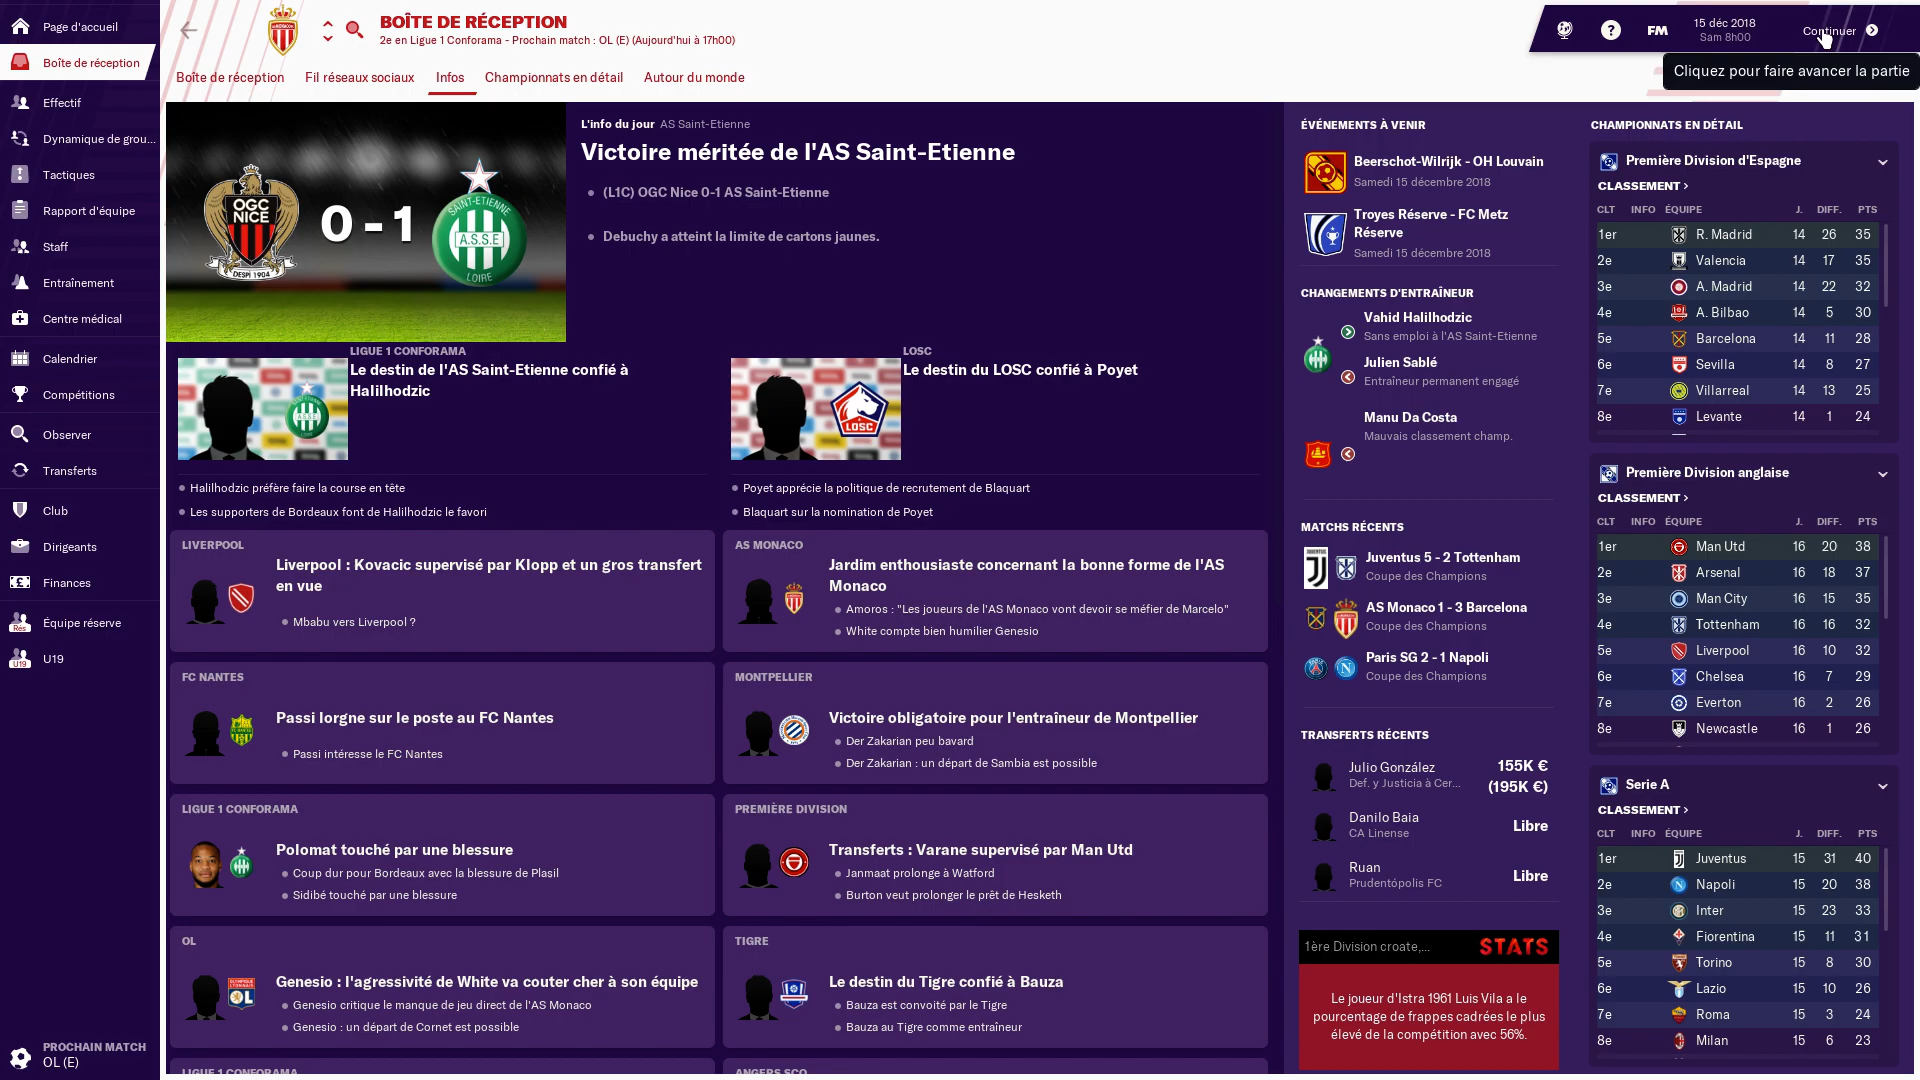 Page d'accueil
Boîte de réception
Effectif
Dynamique de grou...
Tactiques
Rapport d'équipe
Staff
Entraînement
Centre médical
Calendrier
Compétitions
Observer
Transferts
Club
Dirigeants
Finances
Rés
Équipe réserve
U19
U19
PROCHAIN MATCH
OL (E)
BOÎTE DE RÉCEPTION
2e en Ligue 1 Conforama - Prochain match : OL (E) (Aujourd'hui à 17h00)
FM
15 déc 2018
Sam 8h00
Continuer
Cliquez pour faire avancer la partie
Boîte de réception
Fil réseaux sociaux
Infos
Championnats en détail
Autour du monde
OGC
NICE
DESPI 1904
0 - 1
SAINT-ETIENNE
A.S.S.E
LOIRE
L'info du jour AS Saint-Etienne
Victoire méritée de l'AS Saint-Etienne
(L1C) OGC Nice 0-1 AS Saint-Etienne
Debuchy a atteint la limite de cartons jaunes.
LIGUE 1 CONFORAMA
Le destin de l'AS Saint-Etienne confié à
Halilhodzic
Halilhodzic préfère faire la course en tête
Les supporters de Bordeaux font de Halilhodzic le favori
LOSC
Le destin du LOSC confié à Poyet
LOSC
Poyet apprécie la politique de recrutement de Blaquart
Blaquart sur la nomination de Poyet
LIVERPOOL
Liverpool : Kovacic supervisé par Klopp et un gros transfert
en vue
Mbabu vers Liverpool ?
AS MONACO
Jardim enthousiaste concernant la bonne forme de l'AS
Monaco
Amoros : "Les joueurs de l'AS Monaco vont devoir se méfier de Marcelo"
White compte bien humilier Genesio
FC NANTES
Passi lorgne sur le poste au FC Nantes
Passi intéresse le FC Nantes
MONTPELLIER
Victoire obligatoire pour l'entraîneur de Montpellier
Der Zakarian peu bavard
Der Zakarian : un départ de Sambia est possible
LIGUE 1 CONFORAMA
Polomat touché par une blessure
Coup dur pour Bordeaux avec la blessure de Plasil
Sidibé touché par une blessure
PREMIÈRE DIVISION
Transferts : Varane supervisé par Man Utd
Janmaat prolonge à Watford
Burton veut prolonger le prêt de Hesketh
OL
Genesio : l'agressivité de White va couter cher à son équipe
Genesio critique le manque de jeu direct de l'AS Monaco
Genesio : un départ de Cornet est possible
TIGRE
Le destin du Tigre confié à Bauza
Bauza est convoité par le Tigre
Bauza au Tigre comme entraîneur
LIGUE 1 CONFORAMA
ANGERS SCO
ÉVÉNEMENTS À VENIR
Beerschot-Wilrijk - OH Louvain
Samedi 15 décembre 2018
Troyes Réserve - FC Metz
Réserve
Samedi 15 décembre 2018
CHANGEMENTS D'ENTRAÎNEUR
Vahid Halilhodzic
Sans emploi à l'AS Saint-Etienne
Julien Sablé
Entraîneur permanent engagé
Manu Da Costa
Mauvais classement champ.
MATCHS RÉCENTS
Juventus 5 - 2 Tottenham
Coupe des Champions
AS Monaco 1 - 3 Barcelona
Coupe des Champions
Paris SG 2 - 1 Napoli
Coupe des Champions
TRANSFERTS RÉCENTS
Julio González 155K €
Def. y Justicia à Cer... (195K €)
Danilo Baia
CA Linense Libre
Ruan
Prudentópolis FC Libre
1ère Division croate,... STATS
Le joueur d'Istra 1961 Luis Vila a le
pourcentage de frappes cadrées le plus
élevé de la compétition avec 56%.
CHAMPIONNATS EN DÉTAIL
Première Division d'Espagne
CLASSEMENT >
CLT INFO ÉQUIPE J. DIFF. PTS
1er R. Madrid 14 26 35
2e Valencia 14 17 35
3e A. Madrid 14 22 32
4e A. Bilbao 14 5 30
5e Barcelona 14 11 28
6e Sevilla 14 8 27
7e Villarreal 14 13 25
8e Levante 14 1 24
Première Division anglaise
CLASSEMENT >
CLT INFO ÉQUIPE J. DIFF. PTS
1er Man Utd 16 20 38
2e Arsenal 16 18 37
3e Man City 16 15 35
4e Tottenham 16 16 32
5e Liverpool 16 10 32
6e Chelsea 16 7 29
7e Everton 16 2 26
8e Newcastle 16 1 26
Serie A
CLASSEMENT >
CLT INFO ÉQUIPE J. DIFF. PTS
1er Juventus 15 31 40
2e Napoli 15 20 38
3e Inter 15 23 33
4e Fiorentina 15 11 31
5e Torino 15 8 30
6e Lazio 15 10 26
7e Roma 15 3 24
8e Milan 15 6 23